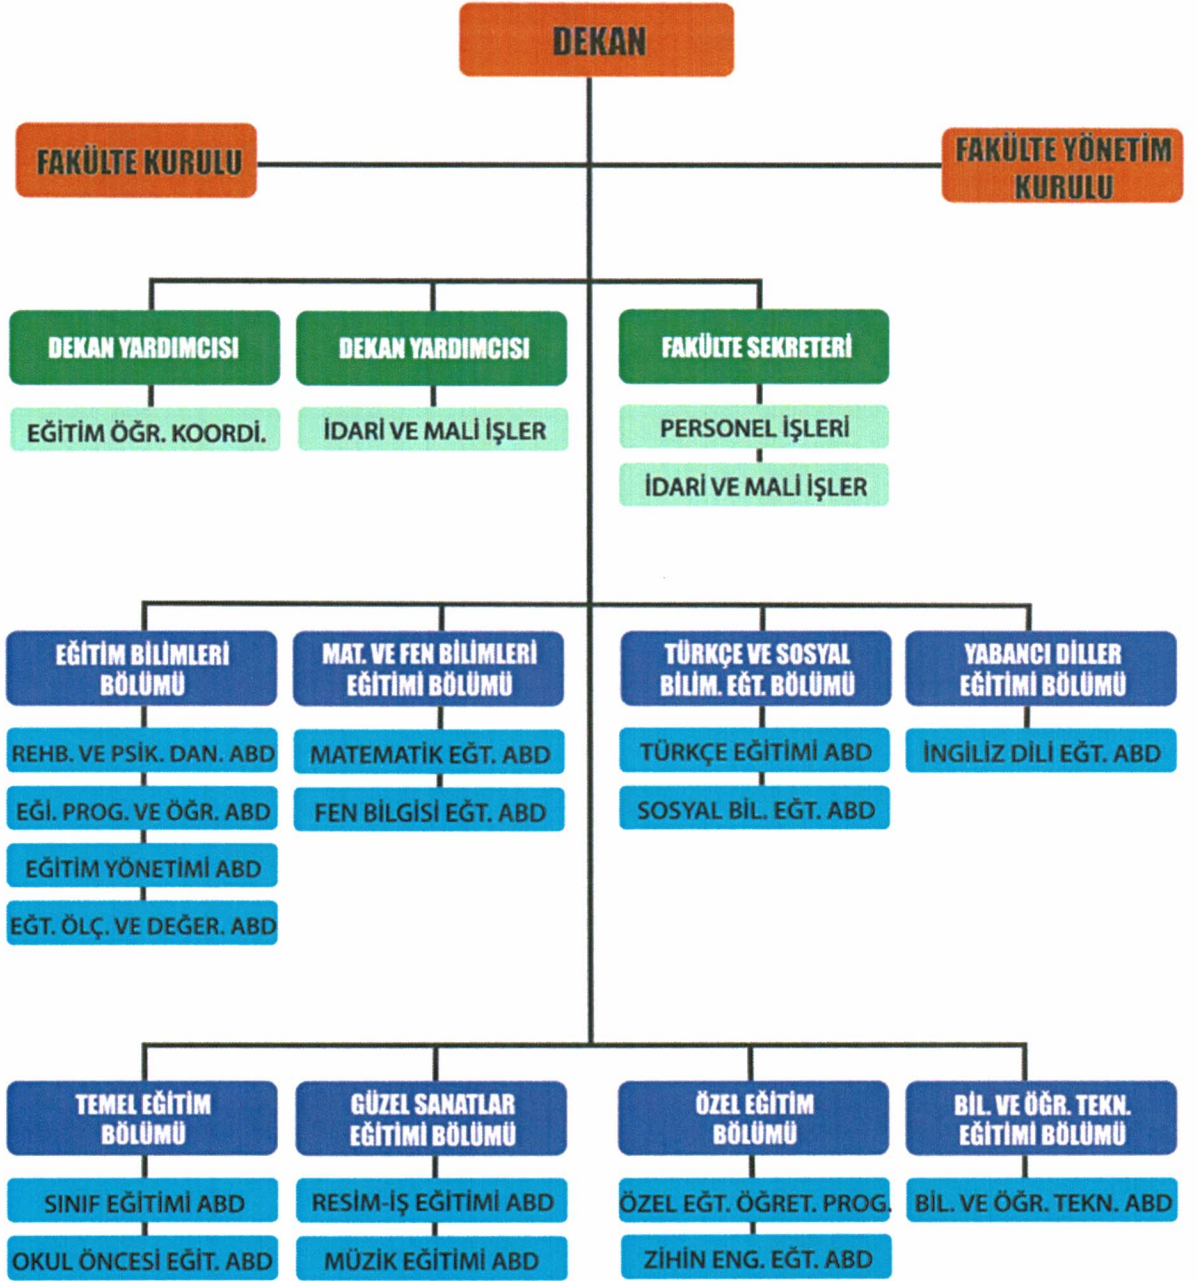 DEKAN
FAKÜLTE KURULU
FAKÜLTE YÖNETİM
KURULU
DEKAN YARDIMCISI
EĞİTİM ÖĞR. KOORDİ.
DEKAN YARDIMCISI
İDARİ VE MALİ İŞLER
FAKÜLTE SEKRETERİ
PERSONEL İŞLERİ
İDARİ VE MALİ İŞLER
EĞİTİM BİLİMLERİ
BÖLÜMÜ
REHB. VE PSİK. DAN. ABD
EĞİ. PROG. VE ÖĞR. ABD
EĞİTİM YÖNETİMİ ABD
EĞT. ÖLÇ. VE DEĞER. ABD
MAT. VE FEN BİLİMLERİ
EĞİTİMİ BÖLÜMÜ
MATEMATİK EĞT. ABD
FEN BİLGİSİ EĞT. ABD
TÜRKÇE VE SOSYAL
BİLİM. EĞT. BÖLÜMÜ
TÜRKÇE EĞİTİMİ ABD
SOSYAL BİL. EĞT. ABD
YABANCI DİLLER
EĞİTİMİ BÖLÜMÜ
İNGİLİZ DİLİ EĞT. ABD
TEMEL EĞİTİM
BÖLÜMÜ
SINIF EĞİTİMİ ABD
OKUL ÖNCESİ EĞİT. ABD
GÜZEL SANATLAR
EĞİTİMİ BÖLÜMÜ
RESİM-İŞ EĞİTİMİ ABD
MÜZİK EĞİTİMİ ABD
ÖZEL EĞİTİM
BÖLÜMÜ
ÖZEL EĞT. ÖĞRET. PROG.
ZİHİN ENG. EĞT. ABD
BİL. VE ÖĞR. TEKN.
EĞİTİMİ BÖLÜMÜ
BİL. VE ÖĞR. TEKN. ABD